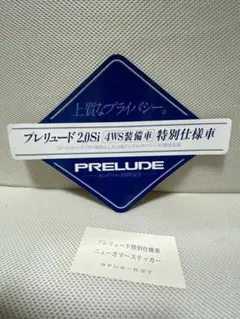 上質なプライバシー。
プレリュード 2.0Si 4WS装備車 特別仕様車
PRELUDE
プレリュード特別仕様車
ニューカマーステッカー